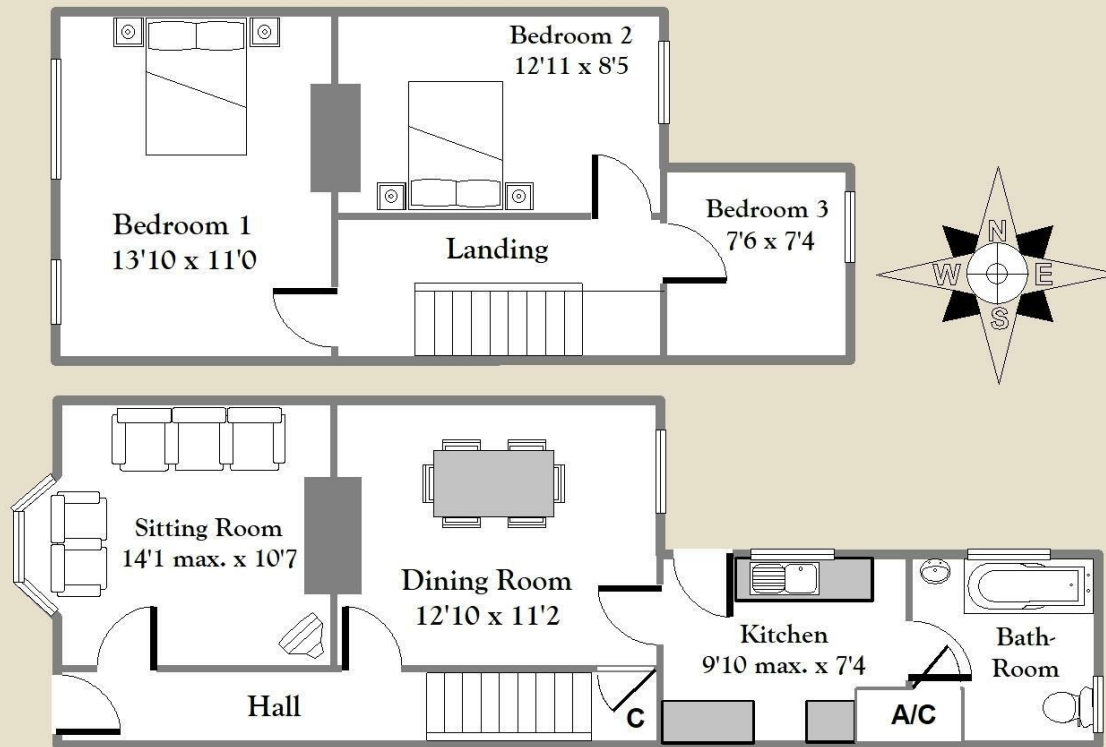 Bedroom 1
13'10 x 11'0
Bedroom 2
12'11 x 8'5
Landing
Bedroom 3
7'6 x 7'4
N
W E
S
Sitting Room
14'1 max. x 10'7
Dining Room
12'10 x 11'2
Kitchen
9'10 max. x 7'4
Bath-
Room
Hall
C
A/C